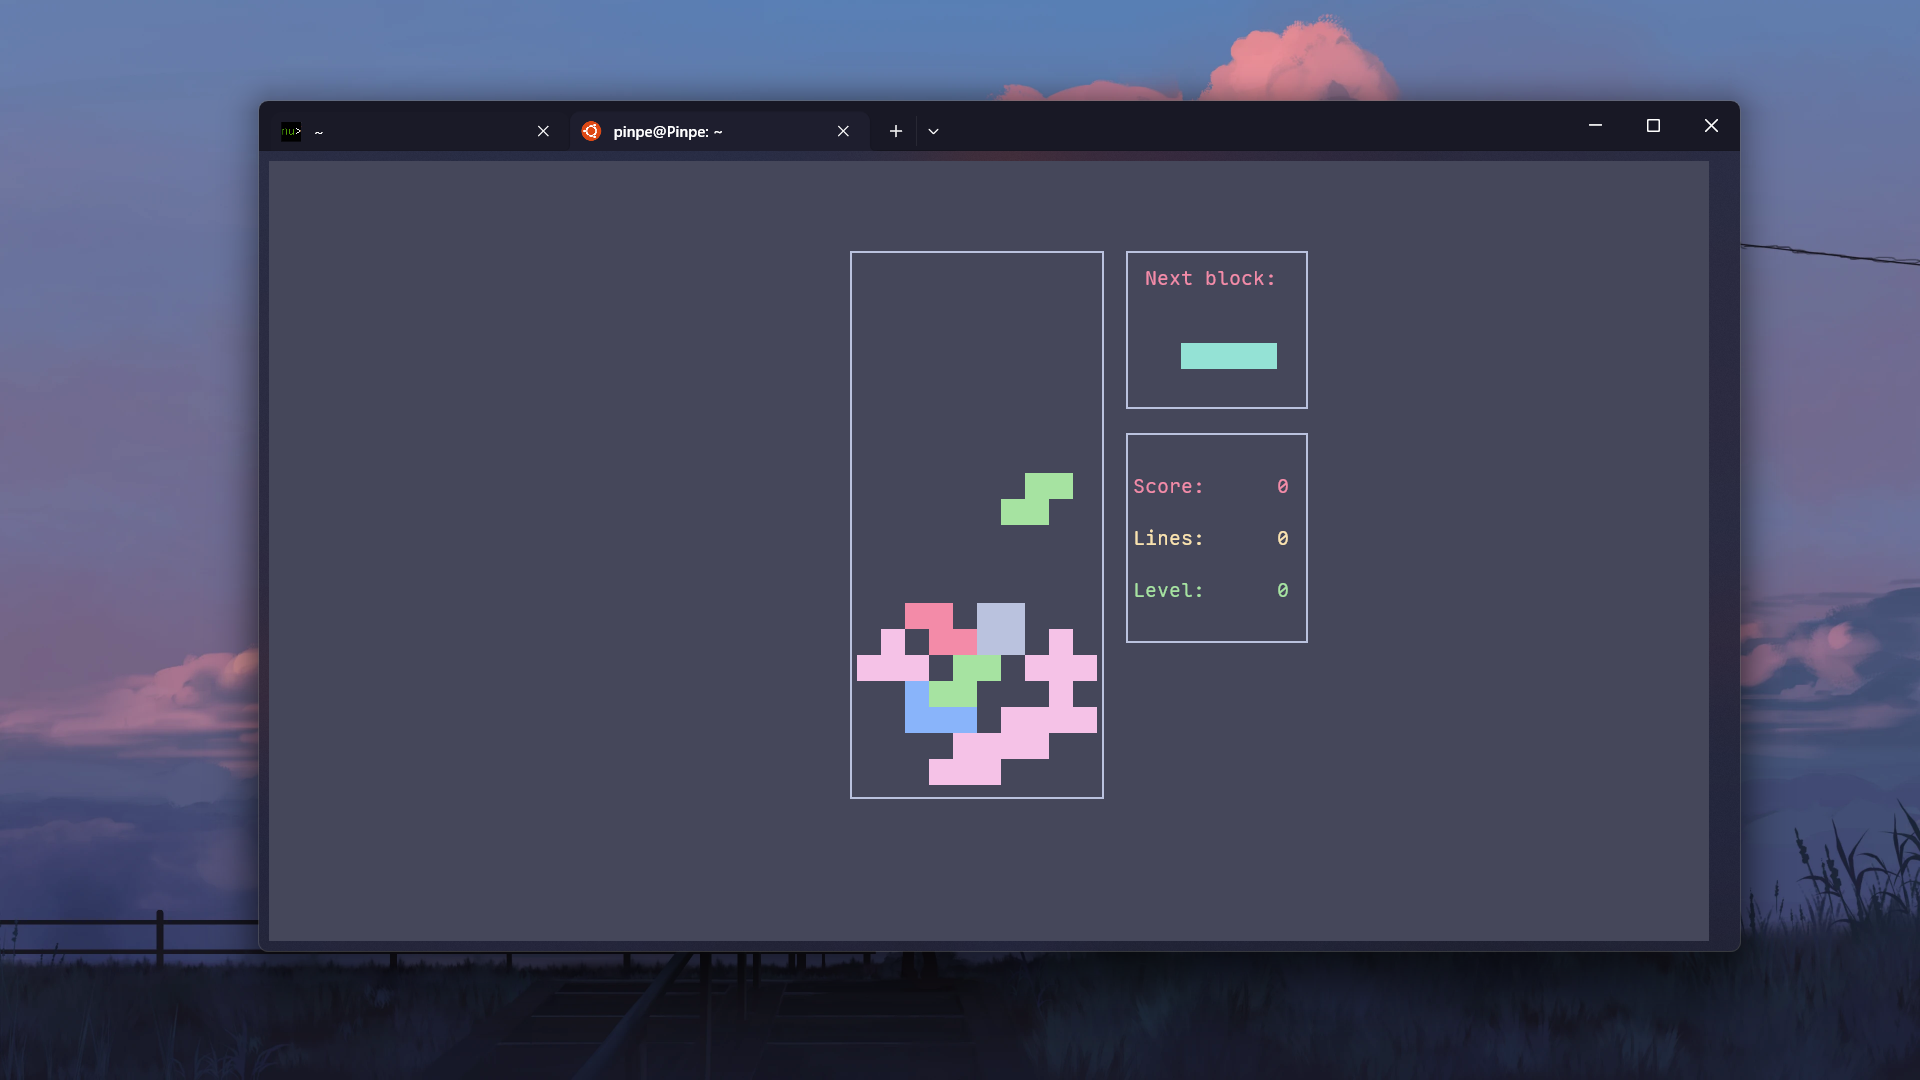 nu> ~
pinpe@Pinpe: ~
Next block:
Score: 0
Lines: 0
Level: 0